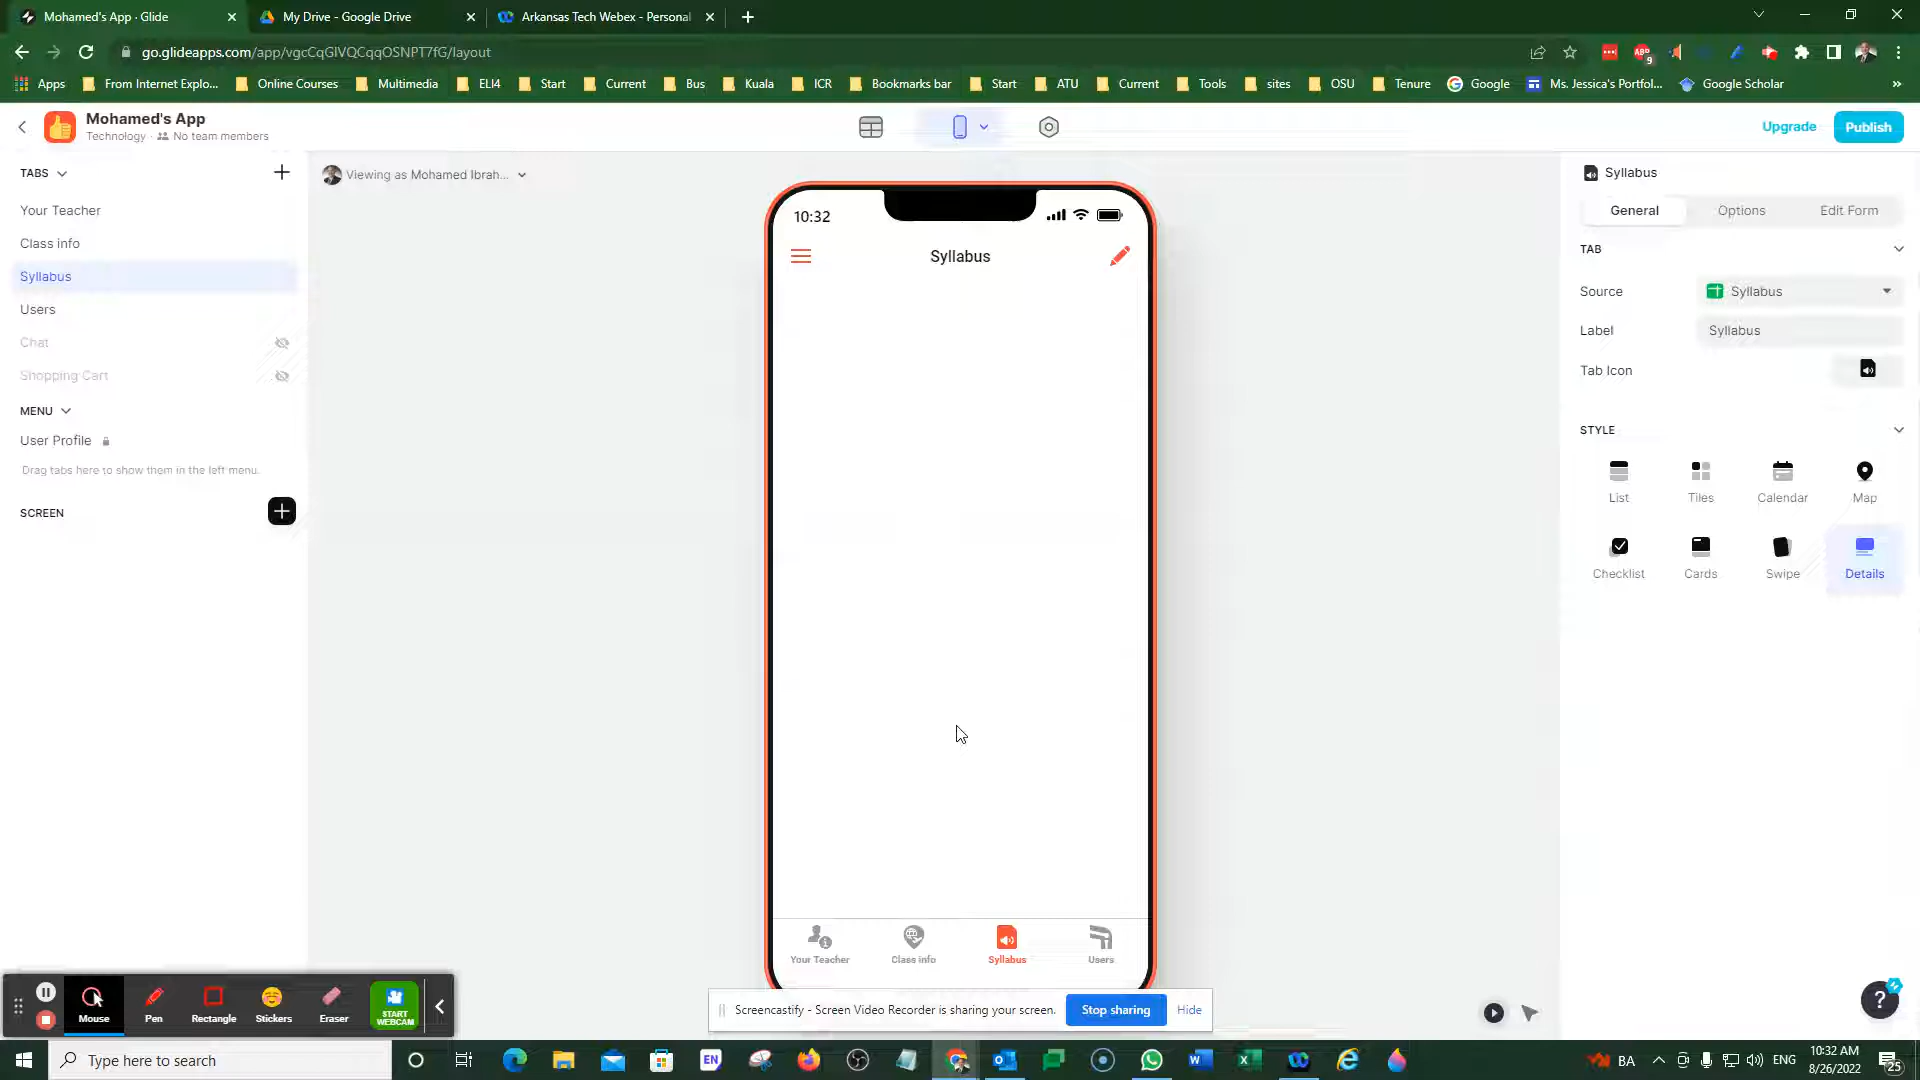 Mohamed's App · Glide
My Drive - Google Drive
Arkansas Tech Webex - Personal
go.glideapps.com/app/vgcCqGlVQCqqOSNPT7fG/layout
ABP
9
Apps
From Internet Explo...
Online Courses
Multimedia
ELI4
Start
Current
Bus
Kuala
ICR
Bookmarks bar
Start
ATU
Current
Tools
sites
OSU
Tenure
Google
Ms. Jessica's Portfol...
Google Scholar
»
Mohamed's App
Technology · No team members
Upgrade
Publish
TABS
Your Teacher
Class info
Syllabus
Users
Chat
Shopping Cart
MENU
User Profile
Drag tabs here to show them in the left menu.
SCREEN
Viewing as Mohamed Ibrah...
10:32
Syllabus
Your Teacher
Class info
Syllabus
Users
Syllabus
General
Options
Edit Form
TAB
Source
Syllabus
Label
Syllabus
Tab Icon
STYLE
List
Tiles
Calendar
Map
Checklist
Cards
Swipe
Details
Mouse
Pen
Rectangle
Stickers
Eraser
START
WEBCAM
Screencastify - Screen Video Recorder is sharing your screen.
Stop sharing
Hide
?
Type here to search
EN
BA
ENG
10:32 AM
8/26/2022
25